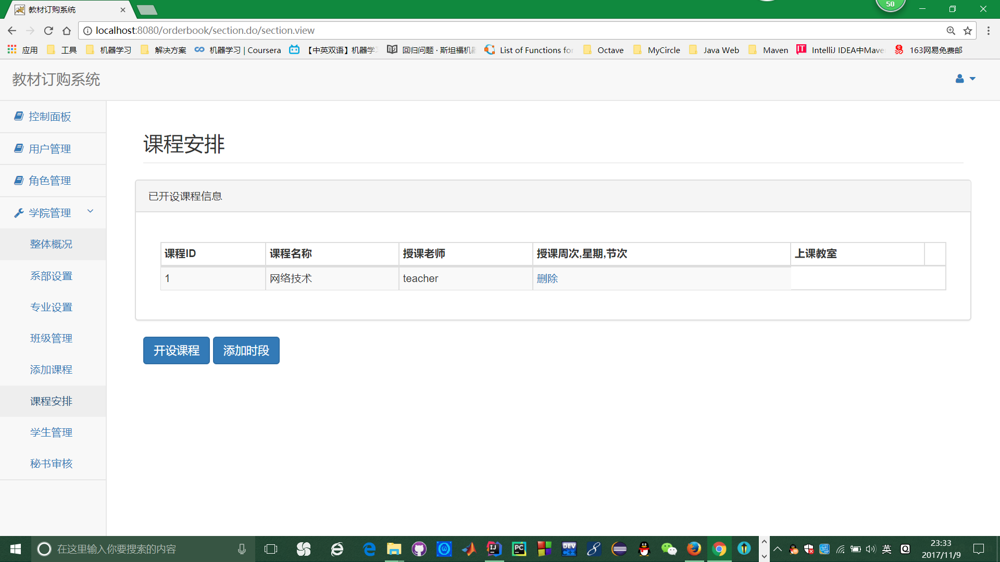 教材订购系统
50
localhost:8080/orderbook/section.do/section.view
应用 工具 机器学习 解决方案 机器学习 | Coursera 【中英双语】机器学 回归问题 · 斯坦福机器 List of Functions for Octave MyCircle Java Web Maven IntelliJ IDEA中Mave 163网易免费邮
教材订购系统
控制面板
用户管理
角色管理
学院管理
整体概况
系部设置
专业设置
班级管理
添加课程
课程安排
学生管理
秘书审核
课程安排
已开设课程信息
课程ID 课程名称 授课老师 授课周次,星期,节次 上课教室
1 网络技术 teacher 删除
开设课程 添加时段
在这里输入你要搜索的内容
IJ PC DEV
英
23:33
2017/11/9